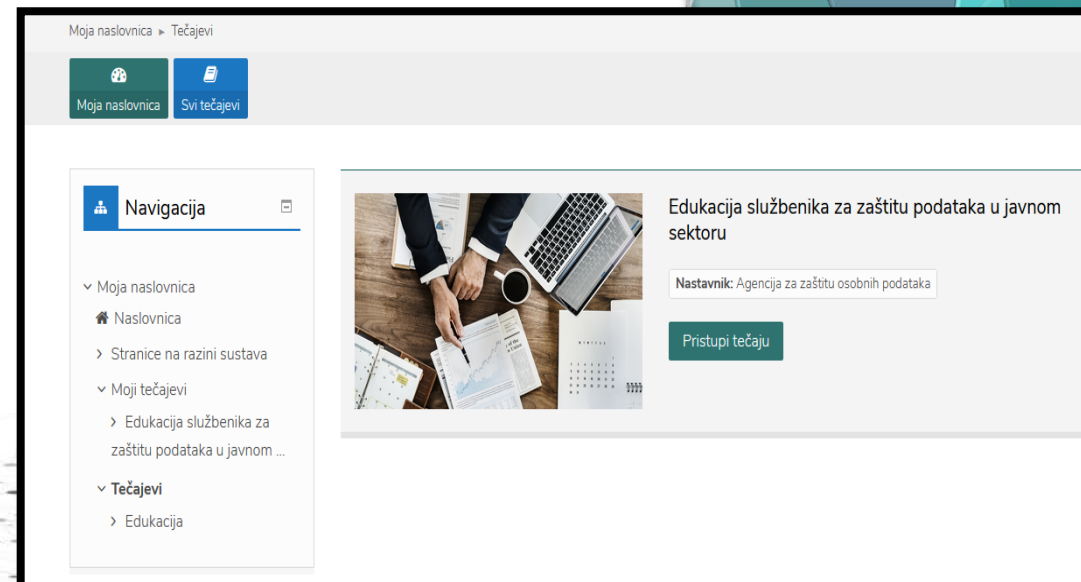 Moja naslovnica ▸ Tečajevi
Moja naslovnica
Svi tečajevi
Navigacija
Moja naslovnica
Naslovnica
Stranice na razini sustava
Moji tečajevi
Edukacija službenika za
zaštitu podataka u javnom ...
Tečajevi
Edukacija
Edukacija službenika za zaštitu podataka u javnom
sektoru
Nastavnik: Agencija za zaštitu osobnih podataka
Pristupi tečaju